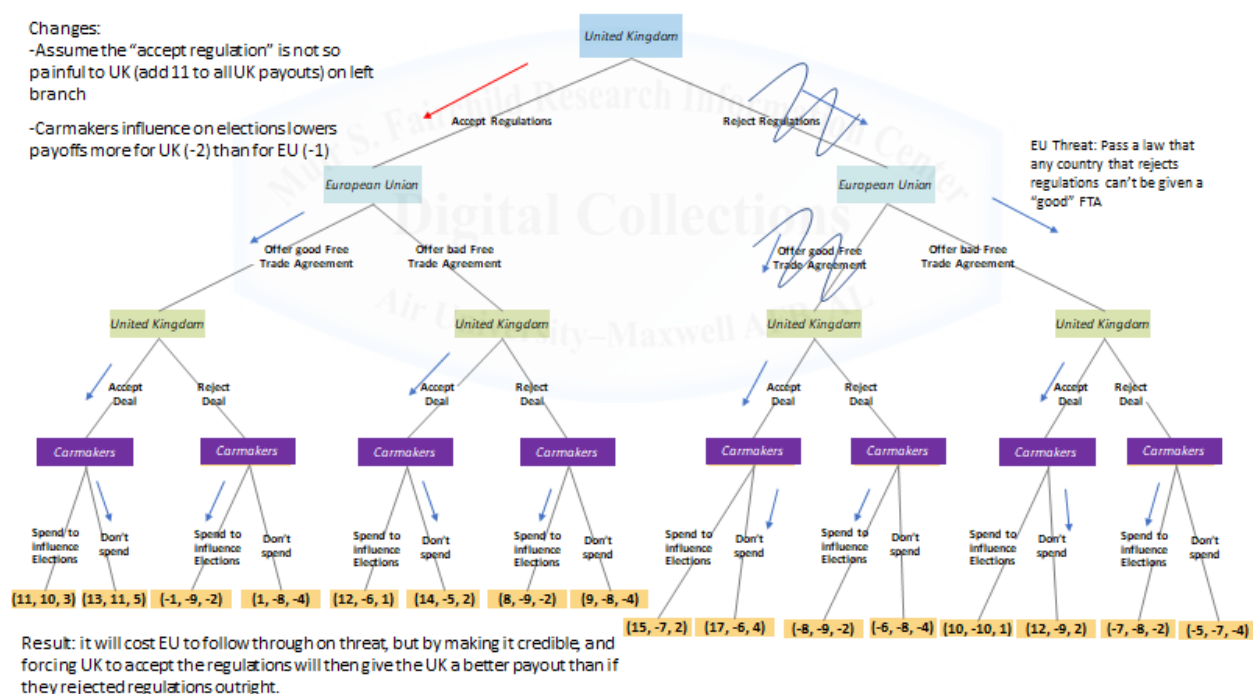 Changes:
-Assume the “accept regulation” is not so
painful to UK (add 11 to all UK payouts) on left
branch
-Carmakers influence on elections lowers
payoffs more for UK (-2) than for EU (-1)
United Kingdom
Accept Regulations
Reject Regulations
EU Threat: Pass a law that
any country that rejects
regulations can’t be given a
“good” FTA
European Union
European Union
Offer good Free
Trade Agreement
Offer bad Free
Trade Agreement
Offer good Free
Trade Agreement
Offer bad Free
Trade Agreement
United Kingdom
United Kingdom
United Kingdom
United Kingdom
Accept
Deal
Reject
Deal
Accept
Deal
Reject
Deal
Accept
Deal
Reject
Deal
Accept
Deal
Reject
Deal
Carmakers
Carmakers
Carmakers
Carmakers
Carmakers
Carmakers
Carmakers
Carmakers
Spend to
influence
Elections
Don't
spend
Spend to
influence
Elections
Don't
spend
Spend to
influence
Elections
Don't
spend
Spend to
influence
Elections
Don't
spend
Spend to
influence
Elections
Don't
spend
Spend to
influence
Elections
Don't
spend
Spend to
influence
Elections
Don't
spend
Spend to
influence
Elections
Don't
spend
(11, 10, 3)
(13, 11, 5)
(-1, -9, -2)
(1, -8, -4)
(12, -6, 1)
(14, -5, 2)
(8, -9, -2)
(9, -8, -4)
(15, -7, 2)
(17, -6, 4)
(-8, -9, -2)
(-6, -8, -4)
(10, -10, 1)
(12, -9, 2)
(-7, -8, -2)
(-5, -7, -4)
Result: it will cost EU to follow through on threat, but by making it credible, and
forcing UK to accept the regulations will then give the UK a better payout than if
they rejected regulations outright.
Muir S. Fairchild Research Information Center
Digital Collections
Air University–Maxwell AFB, AL